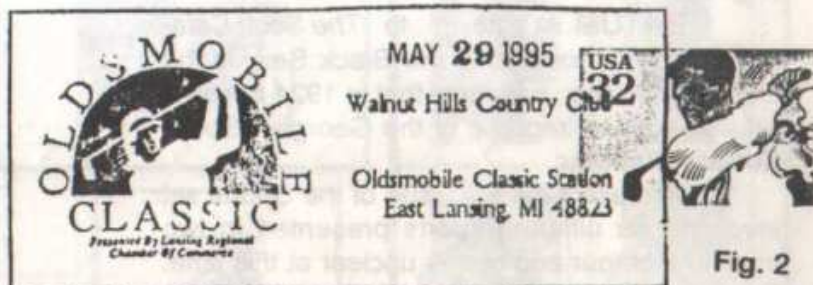 OLDSMOBILE
CLASSIC
Presented By Lansing Regional
Chamber Of Commerce
MAY 29 1995
Walnut Hills Country Club
Oldsmobile Classic Station
East Lansing, MI 48823
USA
32
Fig. 2